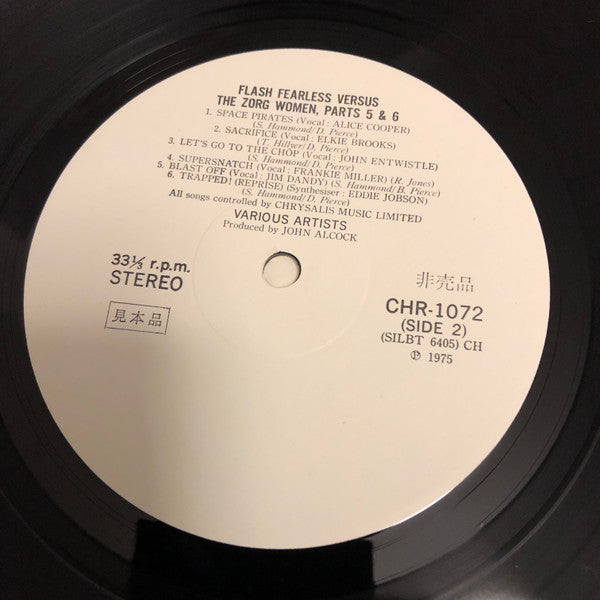 FLASH FEARLESS VERSUS
THE ZORG WOMEN, PARTS 5 & 6
1. SPACE PIRATES (Vocal : ALICE COOPER)
(S. Hammond/D. Pierce)
2. SACRIFICE (Vocal : ELKIE BROOKS)
(T. Hillyer/D. Pierce)
3. LET'S GO TO THE CHOP (Vocal : JOHN ENTWISTLE)
(S. Hammond/D. Pierce)
4. SUPERSNATCH (Vocal : FRANKIE MILLER) (R. Jones)
5. BLAST OFF (Vocal : JIM DANDY) (S. Hammond/B. Pierce)
6. TRAPPED! (REPRISE) (Synthesiser : EDDIE JOBSON)
(S. Hammond/D. Pierce)
All songs controlled by CHRYSALIS MUSIC LIMITED
VARIOUS ARTISTS
Produced by JOHN ALCOCK
33⅓ r.p.m.
STEREO
見本品
非売品
CHR-1072
(SIDE 2)
(SILBT 6405) CH
℗ 1975